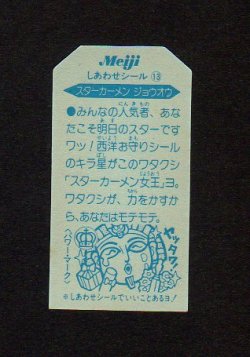 Meiji
しあわせシール ⑬
スターカーメン ジョウオウ
●みんなの人気者、あな
たこそ明日のスターです
ワッ!西洋お守りシール
のキラ星がこのワタクシ
「スターカーメン女王」ヨ。
ワタクシが、力をかすか
ら、あなたはモテモテ。
ヤッタワ!
パワーマーク
※しあわせシールでいいことあるヨ!